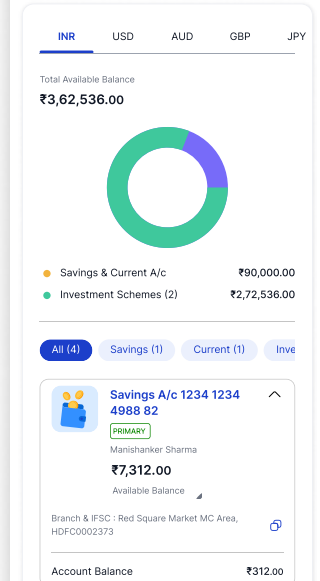 INR USD AUD GBP JPY
Total Available Balance
₹3,62,536.00
Savings & Current A/c ₹90,000.00
Investment Schemes (2) ₹2,72,536.00
All (4) Savings (1) Current (1) Inve
Savings A/c 1234 1234
4988 82
PRIMARY
Manishanker Sharma
₹7,312.00
Available Balance
Branch & IFSC : Red Square Market MC Area,
HDFC0002373
Account Balance ₹312.00